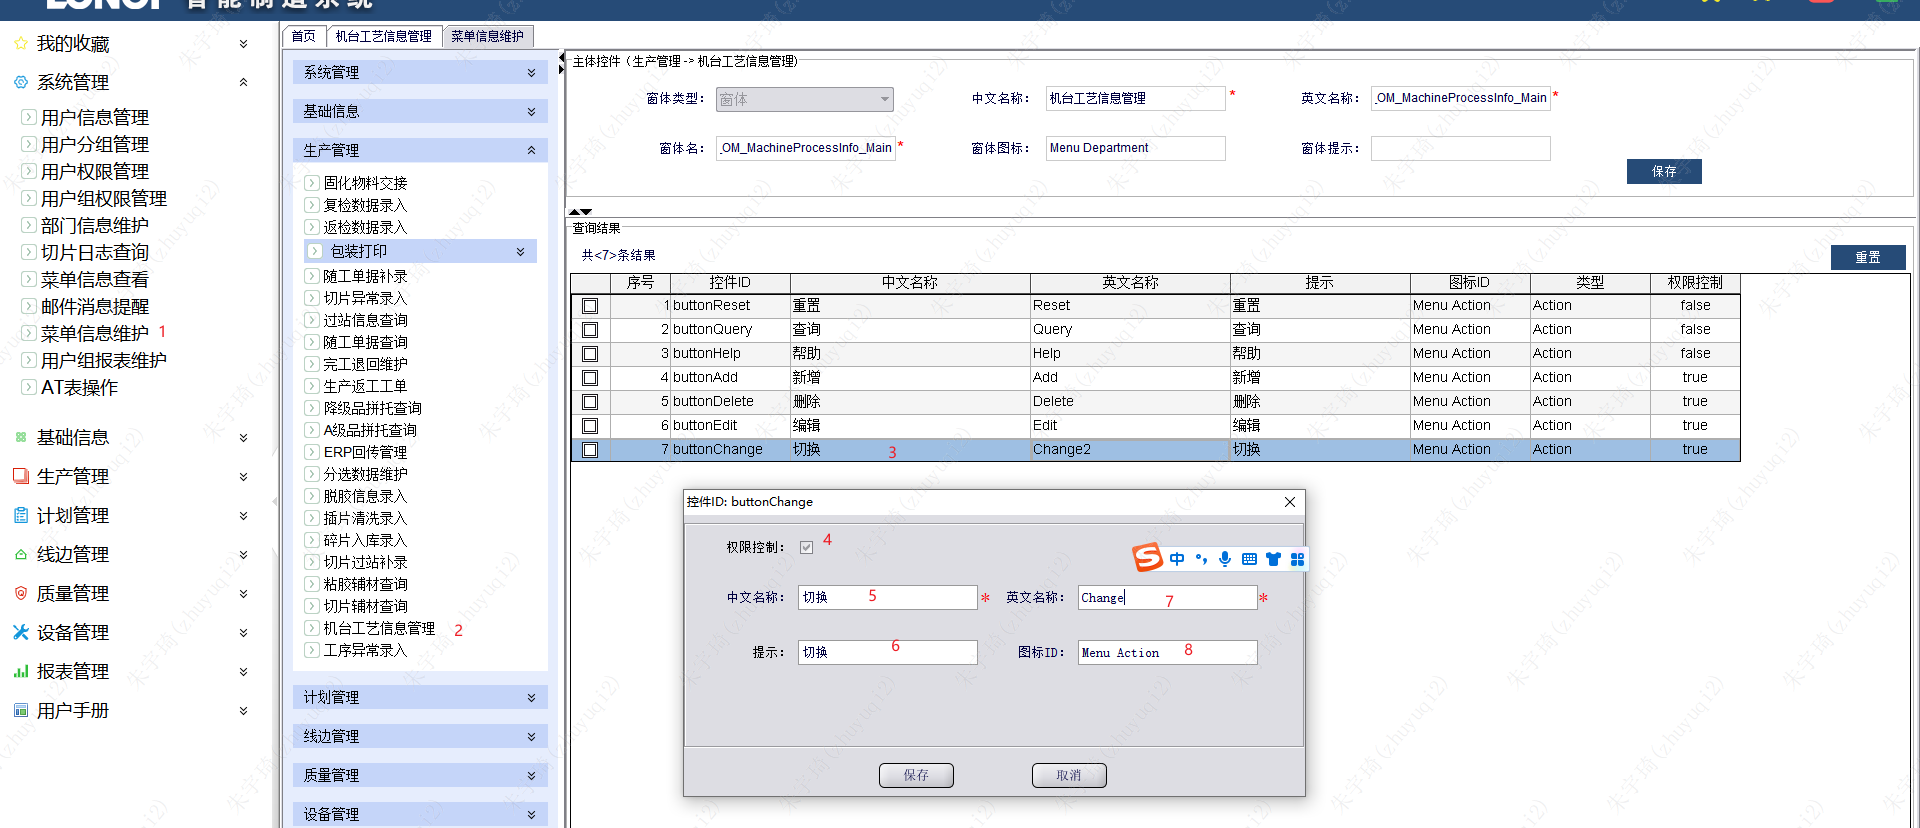 LONGi 智能制造系统
首页 机台工艺信息管理 菜单信息维护
我的收藏
系统管理
用户信息管理
用户分组管理
用户权限管理
用户组权限管理
部门信息维护
切片日志查询
菜单信息查看
邮件消息提醒
菜单信息维护 1
用户组报表维护
AT表操作
基础信息
生产管理
计划管理
线边管理
质量管理
设备管理
报表管理
用户手册
系统管理
基础信息
生产管理
固化物料交接
复检数据录入
返检数据录入
包装打印
随工单据补录
切片异常录入
过站信息查询
随工单据查询
完工退回维护
生产返工工单
降级品拼托查询
A级品拼托查询
ERP回传管理
分选数据维护
脱胶信息录入
插片清洗录入
碎片入库录入
切片过站补录
粘胶辅材查询
切片辅材查询
机台工艺信息管理 2
工序异常录入
计划管理
线边管理
质量管理
设备管理
主体控件（生产管理 -> 机台工艺信息管理）
窗体类型： 窗体 中文名称： 机台工艺信息管理 * 英文名称： _OM_MachineProcessInfo_Main *
窗体名： _OM_MachineProcessInfo_Main * 窗体图标： Menu Department 窗体提示：
保存
查询结果
共<7>条结果
重置
序号 控件ID 中文名称 英文名称 提示 图标ID 类型 权限控制
1 buttonReset 重置 Reset 重置 Menu Action Action false
2 buttonQuery 查询 Query 查询 Menu Action Action false
3 buttonHelp 帮助 Help 帮助 Menu Action Action false
4 buttonAdd 新增 Add 新增 Menu Action Action true
5 buttonDelete 删除 Delete 删除 Menu Action Action true
6 buttonEdit 编辑 Edit 编辑 Menu Action Action true
7 buttonChange 切换 3 Change2 切换 Menu Action Action true
控件ID: buttonChange
权限控制： 4
中
中文名称： 切换 5 * 英文名称： Change 7 *
提示： 切换 6 图标ID： Menu Action 8
保存 取消
朱宇琦(zhuyuqi2)